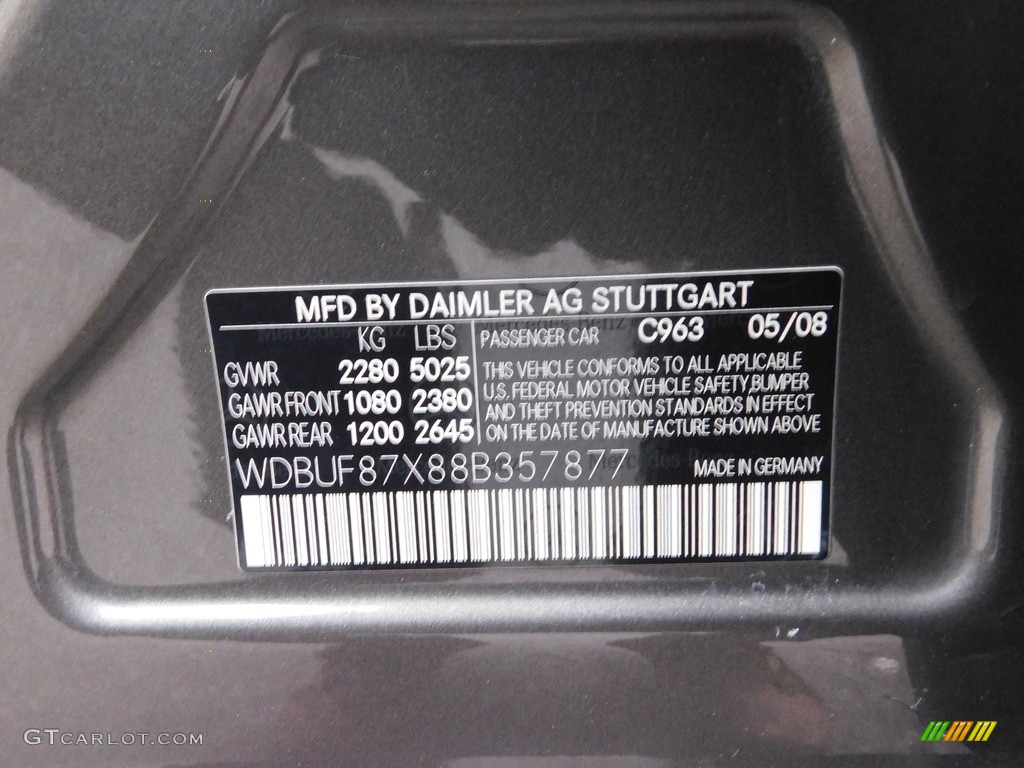 MFD BY DAIMLER AG STUTTGART
KG LBS PASSENGER CAR C963 05/08
GVWR 2280 5025
GAWR FRONT 1080 2380
GAWR REAR 1200 2645
THIS VEHICLE CONFORMS TO ALL APPLICABLE
U.S. FEDERAL MOTOR VEHICLE SAFETY,BUMPER
AND THEFT PREVENTION STANDARDS IN EFFECT
ON THE DATE OF MANUFACTURE SHOWN ABOVE
WDBUF87X88B357877 MADE IN GERMANY
GTCARLOT.COM